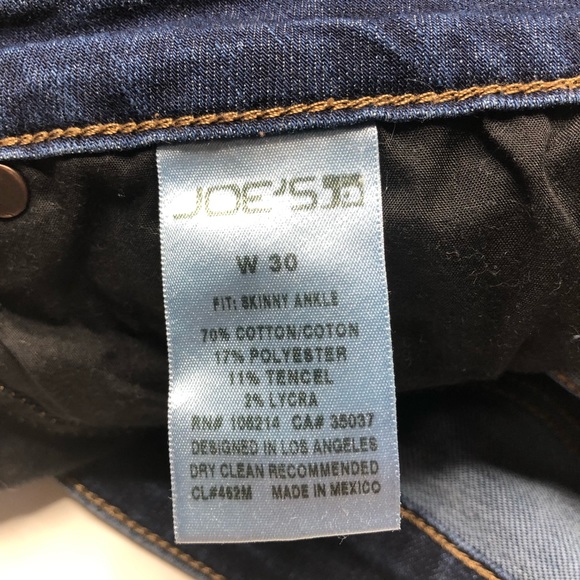 JOE'S
W 30
FIT: SKINNY ANKLE
70% COTTON/COTON
17% POLYESTER
11% TENCEL
2% LYCRA
RN# 106214 CA# 35037
DESIGNED IN LOS ANGELES
DRY CLEAN RECOMMENDED
CL#462M MADE IN MEXICO